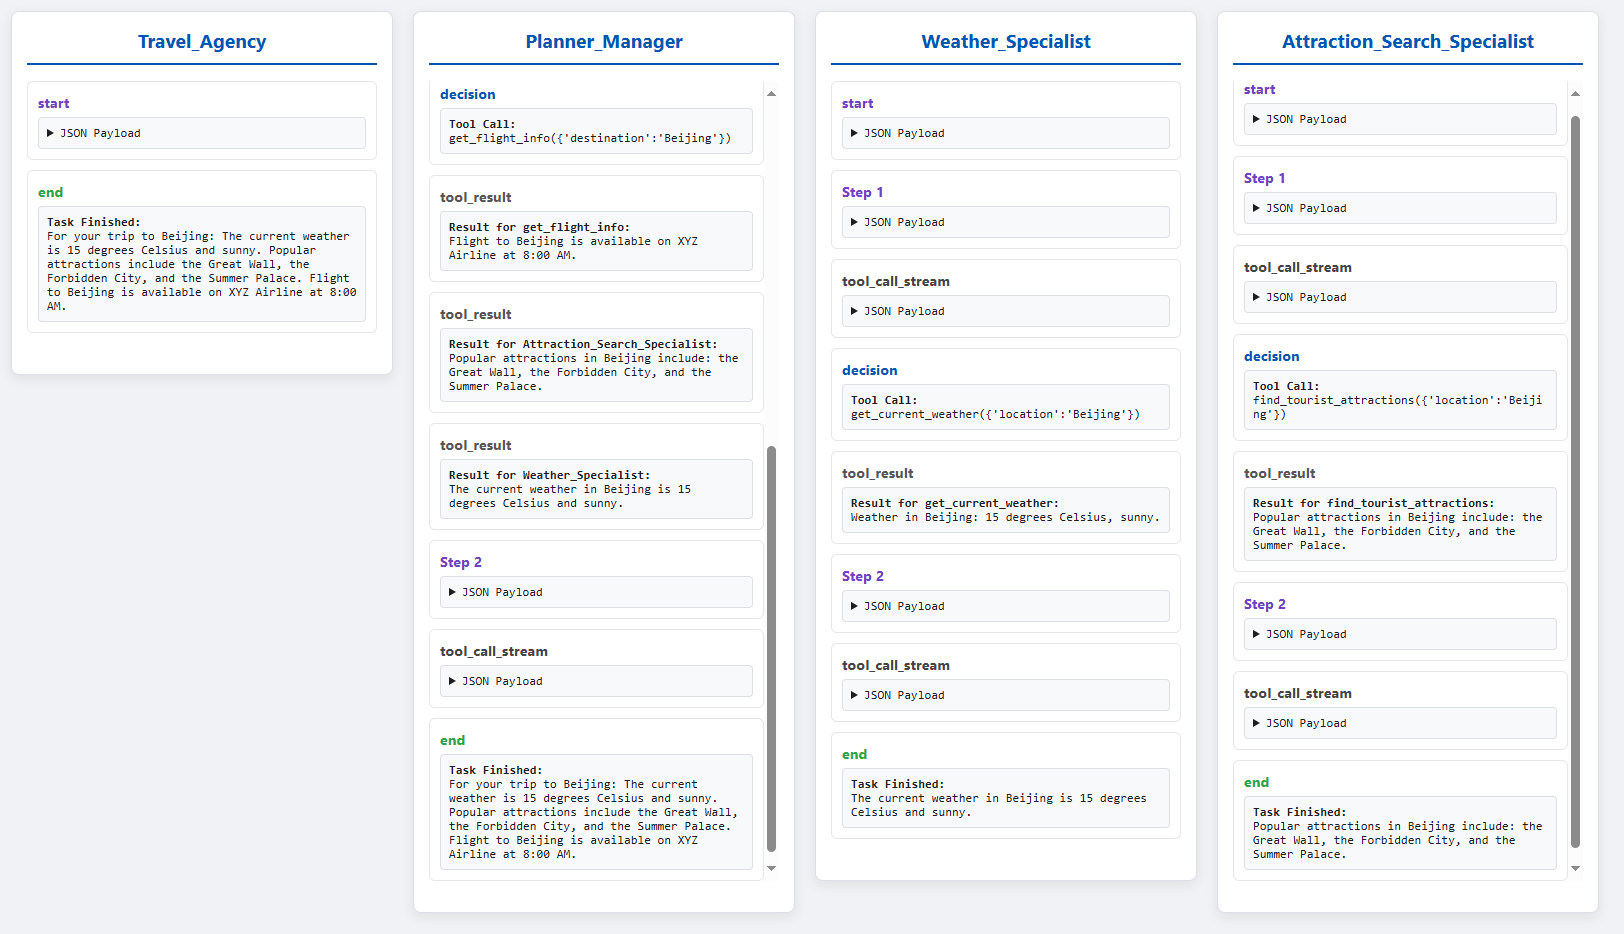 Travel_Agency
start
▶ JSON Payload
end
Task Finished:
For your trip to Beijing: The current weather
is 15 degrees Celsius and sunny. Popular
attractions include the Great Wall, the
Forbidden City, and the Summer Palace. Flight
to Beijing is available on XYZ Airline at 8:00
AM.
Planner_Manager
decision
Tool Call:
get_flight_info({'destination':'Beijing'})
tool_result
Result for get_flight_info:
Flight to Beijing is available on XYZ
Airline at 8:00 AM.
tool_result
Result for Attraction_Search_Specialist:
Popular attractions in Beijing include: the
Great Wall, the Forbidden City, and the
Summer Palace.
tool_result
Result for Weather_Specialist:
The current weather in Beijing is 15
degrees Celsius and sunny.
Step 2
▶ JSON Payload
tool_call_stream
▶ JSON Payload
end
Task Finished:
For your trip to Beijing: The current
weather is 15 degrees Celsius and sunny.
Popular attractions include the Great Wall,
the Forbidden City, and the Summer Palace.
Flight to Beijing is available on XYZ
Airline at 8:00 AM.
Weather_Specialist
start
▶ JSON Payload
Step 1
▶ JSON Payload
tool_call_stream
▶ JSON Payload
decision
Tool Call:
get_current_weather({'location':'Beijing'})
tool_result
Result for get_current_weather:
Weather in Beijing: 15 degrees Celsius, sunny.
Step 2
▶ JSON Payload
tool_call_stream
▶ JSON Payload
end
Task Finished:
The current weather in Beijing is 15 degrees
Celsius and sunny.
Attraction_Search_Specialist
start
▶ JSON Payload
Step 1
▶ JSON Payload
tool_call_stream
▶ JSON Payload
decision
Tool Call:
find_tourist_attractions({'location':'Beiji
ng'})
tool_result
Result for find_tourist_attractions:
Popular attractions in Beijing include: the
Great Wall, the Forbidden City, and the
Summer Palace.
Step 2
▶ JSON Payload
tool_call_stream
▶ JSON Payload
end
Task Finished:
Popular attractions in Beijing include: the
Great Wall, the Forbidden City, and the
Summer Palace.